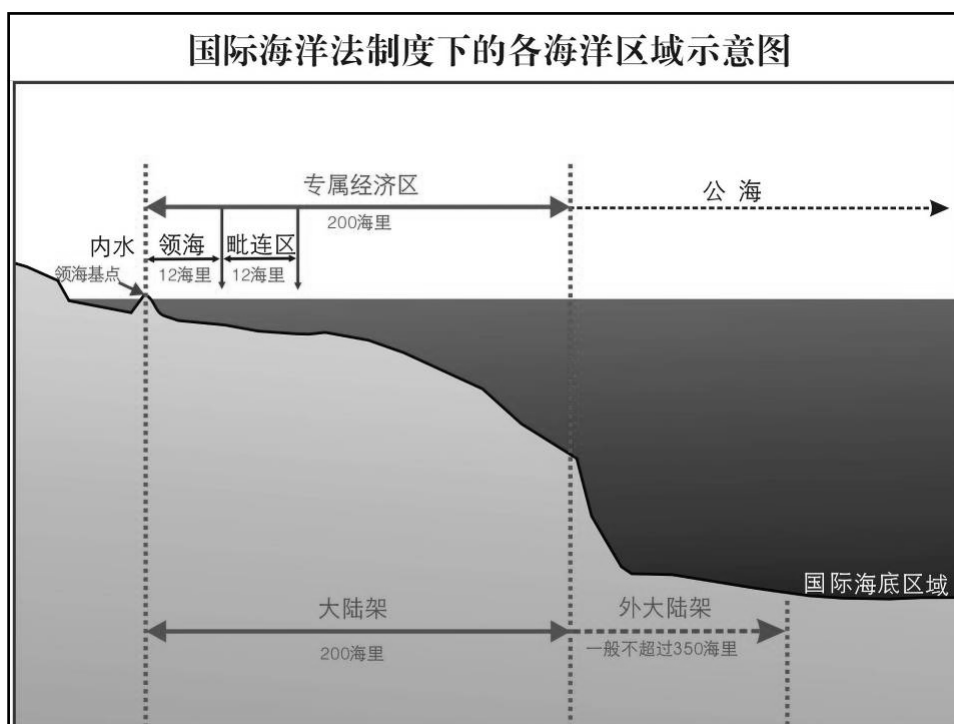 国际海洋法制度下的各海洋区域示意图
专属经济区
200海里
公 海
内水
领海
毗连区
领海基点
12海里
12海里
国际海底区域
大陆架
外大陆架
200海里
一般不超过350海里